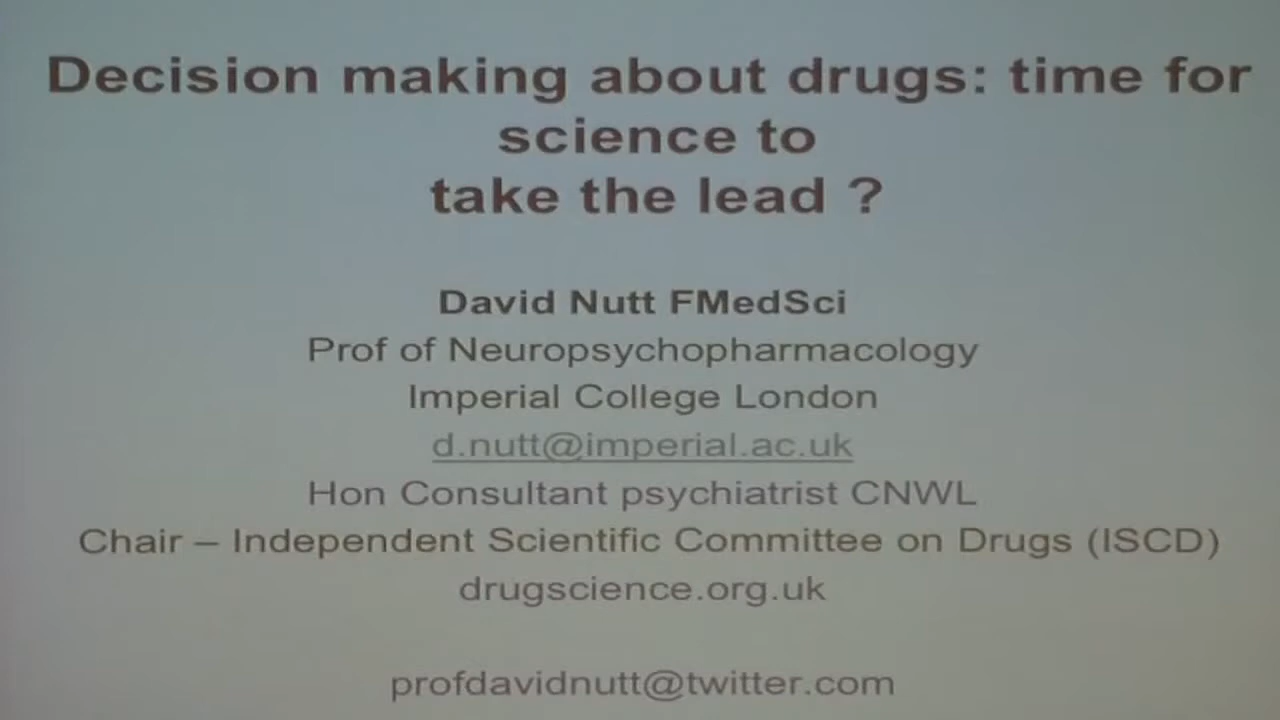 Decision making about drugs: time for
science to
take the lead ?
David Nutt FMedSci
Prof of Neuropsychopharmacology
Imperial College London
d.nutt@imperial.ac.uk
Hon Consultant psychiatrist CNWL
Chair – Independent Scientific Committee on Drugs (ISCD)
drugscience.org.uk
profdavidnutt@twitter.com